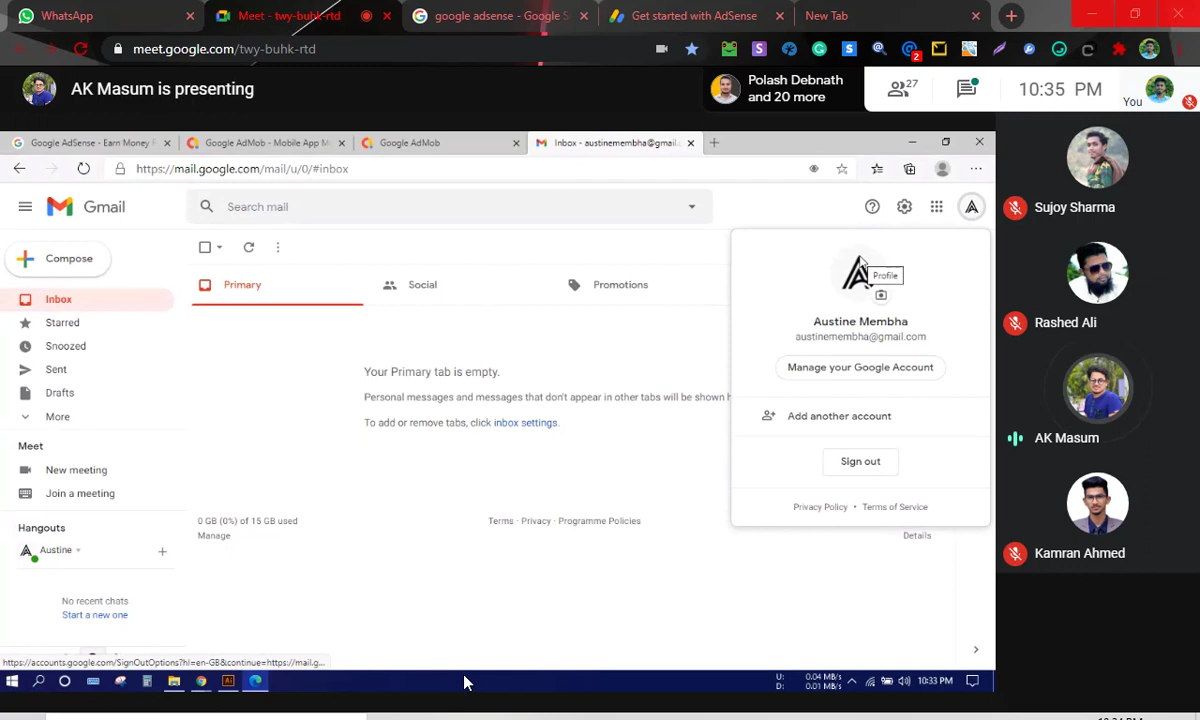 WhatsApp
Meet - twy-buhk-rtd
google adsense - Google S
Get started with AdSense
New Tab
meet.google.com/twy-buhk-rtd
2
AK Masum is presenting
Polash Debnath
and 20 more
27
10:35 PM
You
Google AdSense - Earn Money F
Google AdMob - Mobile App M
Google AdMob
Inbox - austinemembha@gmail.
https://mail.google.com/mail/u/0/#inbox
Gmail
Search mail
Compose
Inbox
Starred
Snoozed
Sent
Drafts
More
Meet
New meeting
Join a meeting
Hangouts
Austine
No recent chats
Start a new one
Primary
Social
Promotions
Your Primary tab is empty.
Personal messages and messages that don't appear in other tabs will be shown h
To add or remove tabs, click inbox settings.
0 GB (0%) of 15 GB used
Manage
Terms · Privacy · Programme Policies
Details
Profile
Austine Membha
austinemembha@gmail.com
Manage your Google Account
Add another account
Sign out
Privacy Policy • Terms of Service
Sujoy Sharma
Rashed Ali
AK Masum
Kamran Ahmed
https://accounts.google.com/SignOutOptions?hl=en-GB&continue=https://mail.g...
Ai
U: 0.04 MB/s
D: 0.01 MB/s
10:33 PM